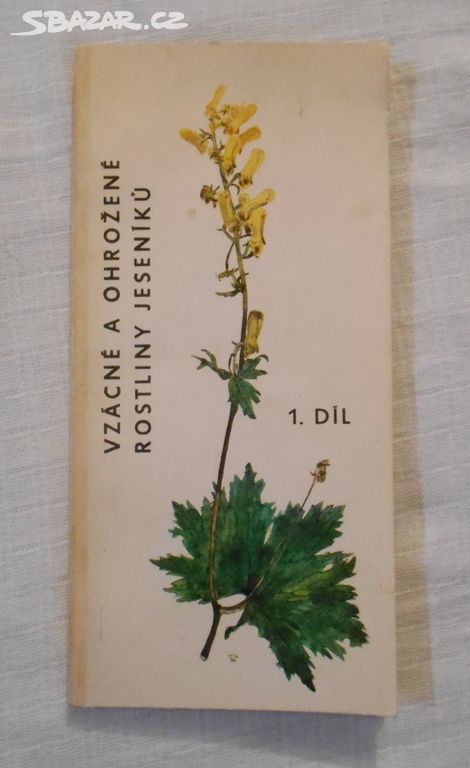 SBAZAR.CZ
VZÁCNÉ A OHROŽENÉ
ROSTLINY JESENÍKŮ
1. DÍL